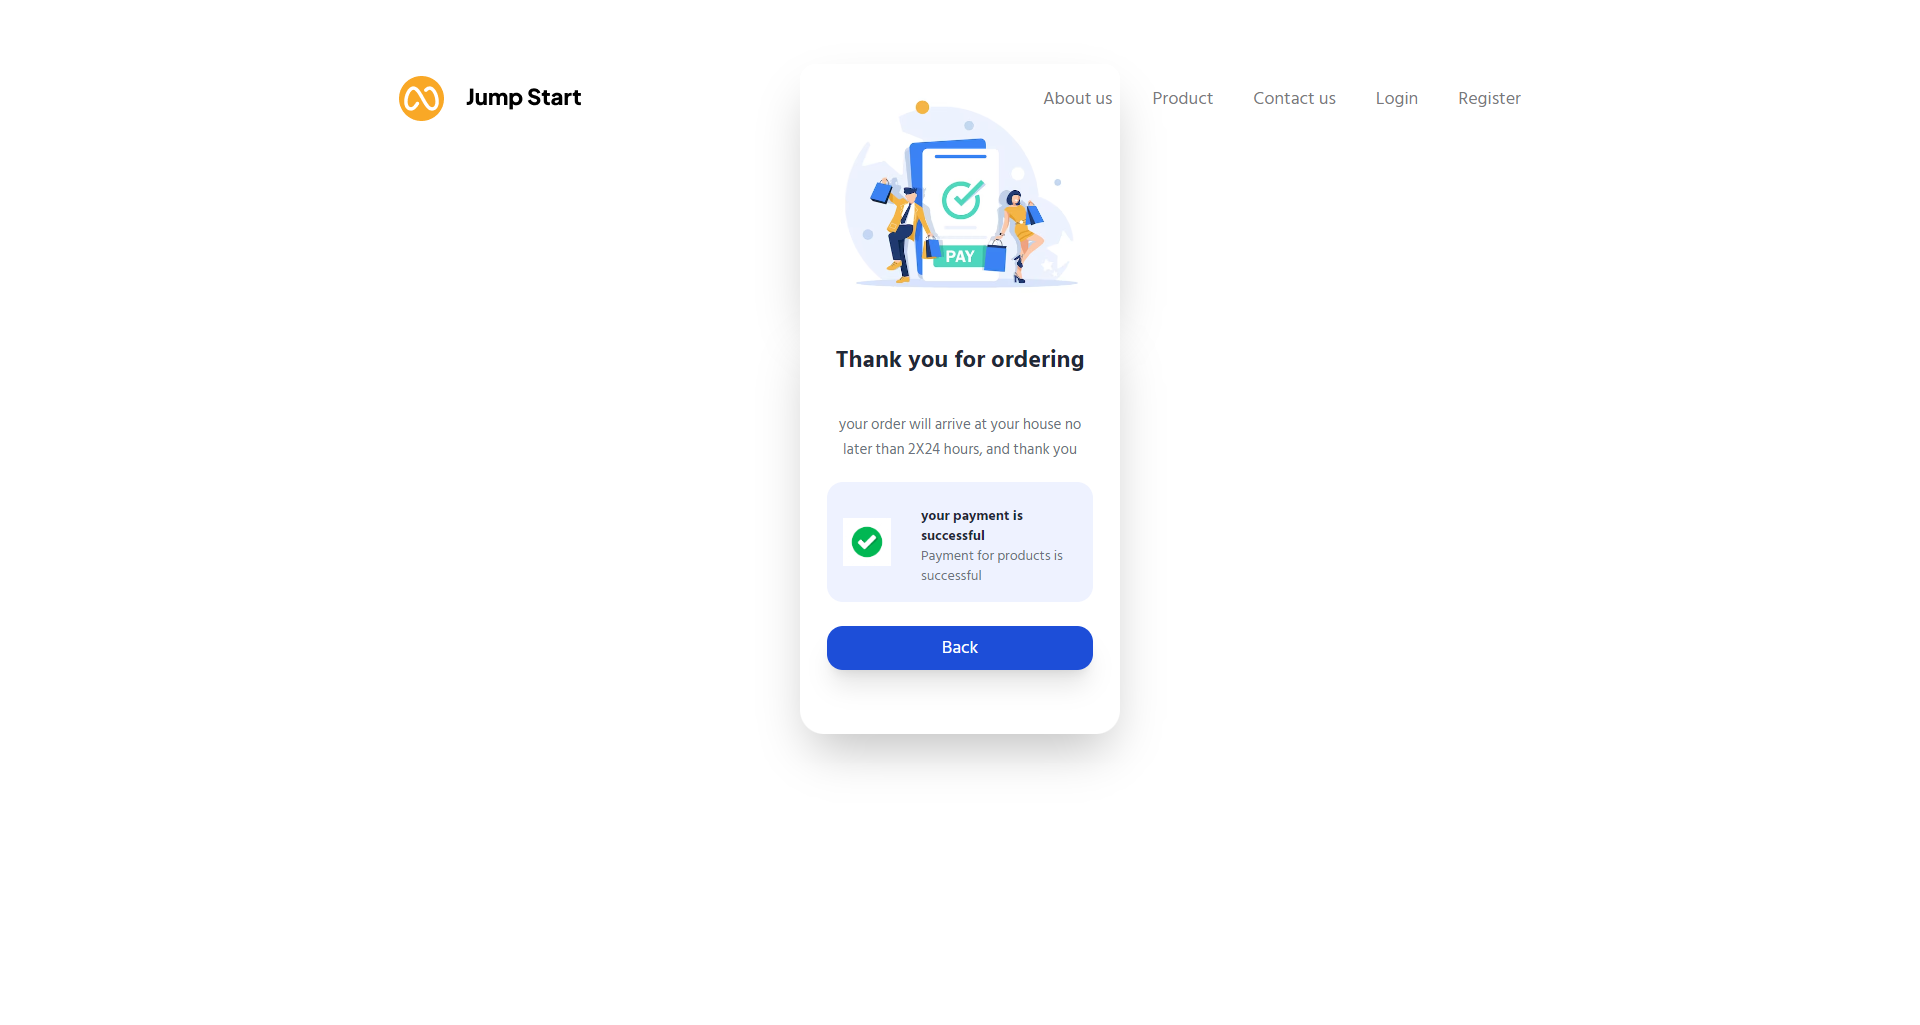 Jump Start
About us
Product
Contact us
Login
Register
PAY
Thank you for ordering
your order will arrive at your house no
later than 2X24 hours, and thank you
your payment is
successful
Payment for products is
successful
Back